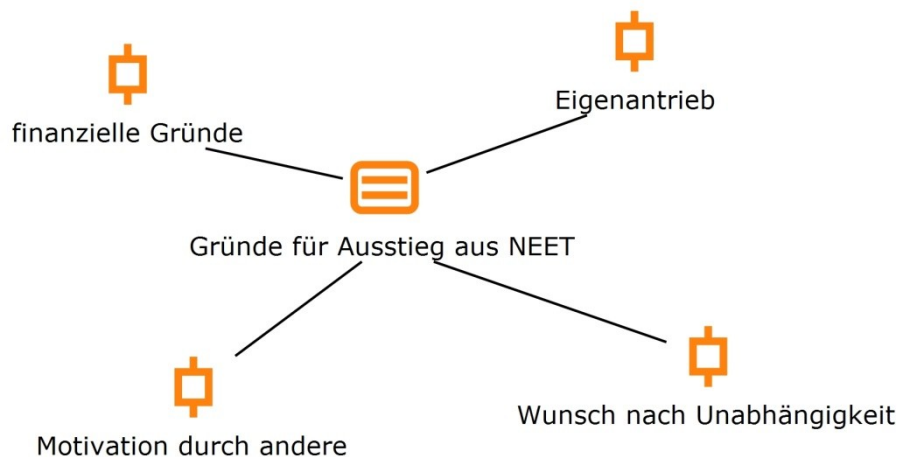 Eigenantrieb
finanzielle Gründe
Gründe für Ausstieg aus NEET
Wunsch nach Unabhängigkeit
Motivation durch andere